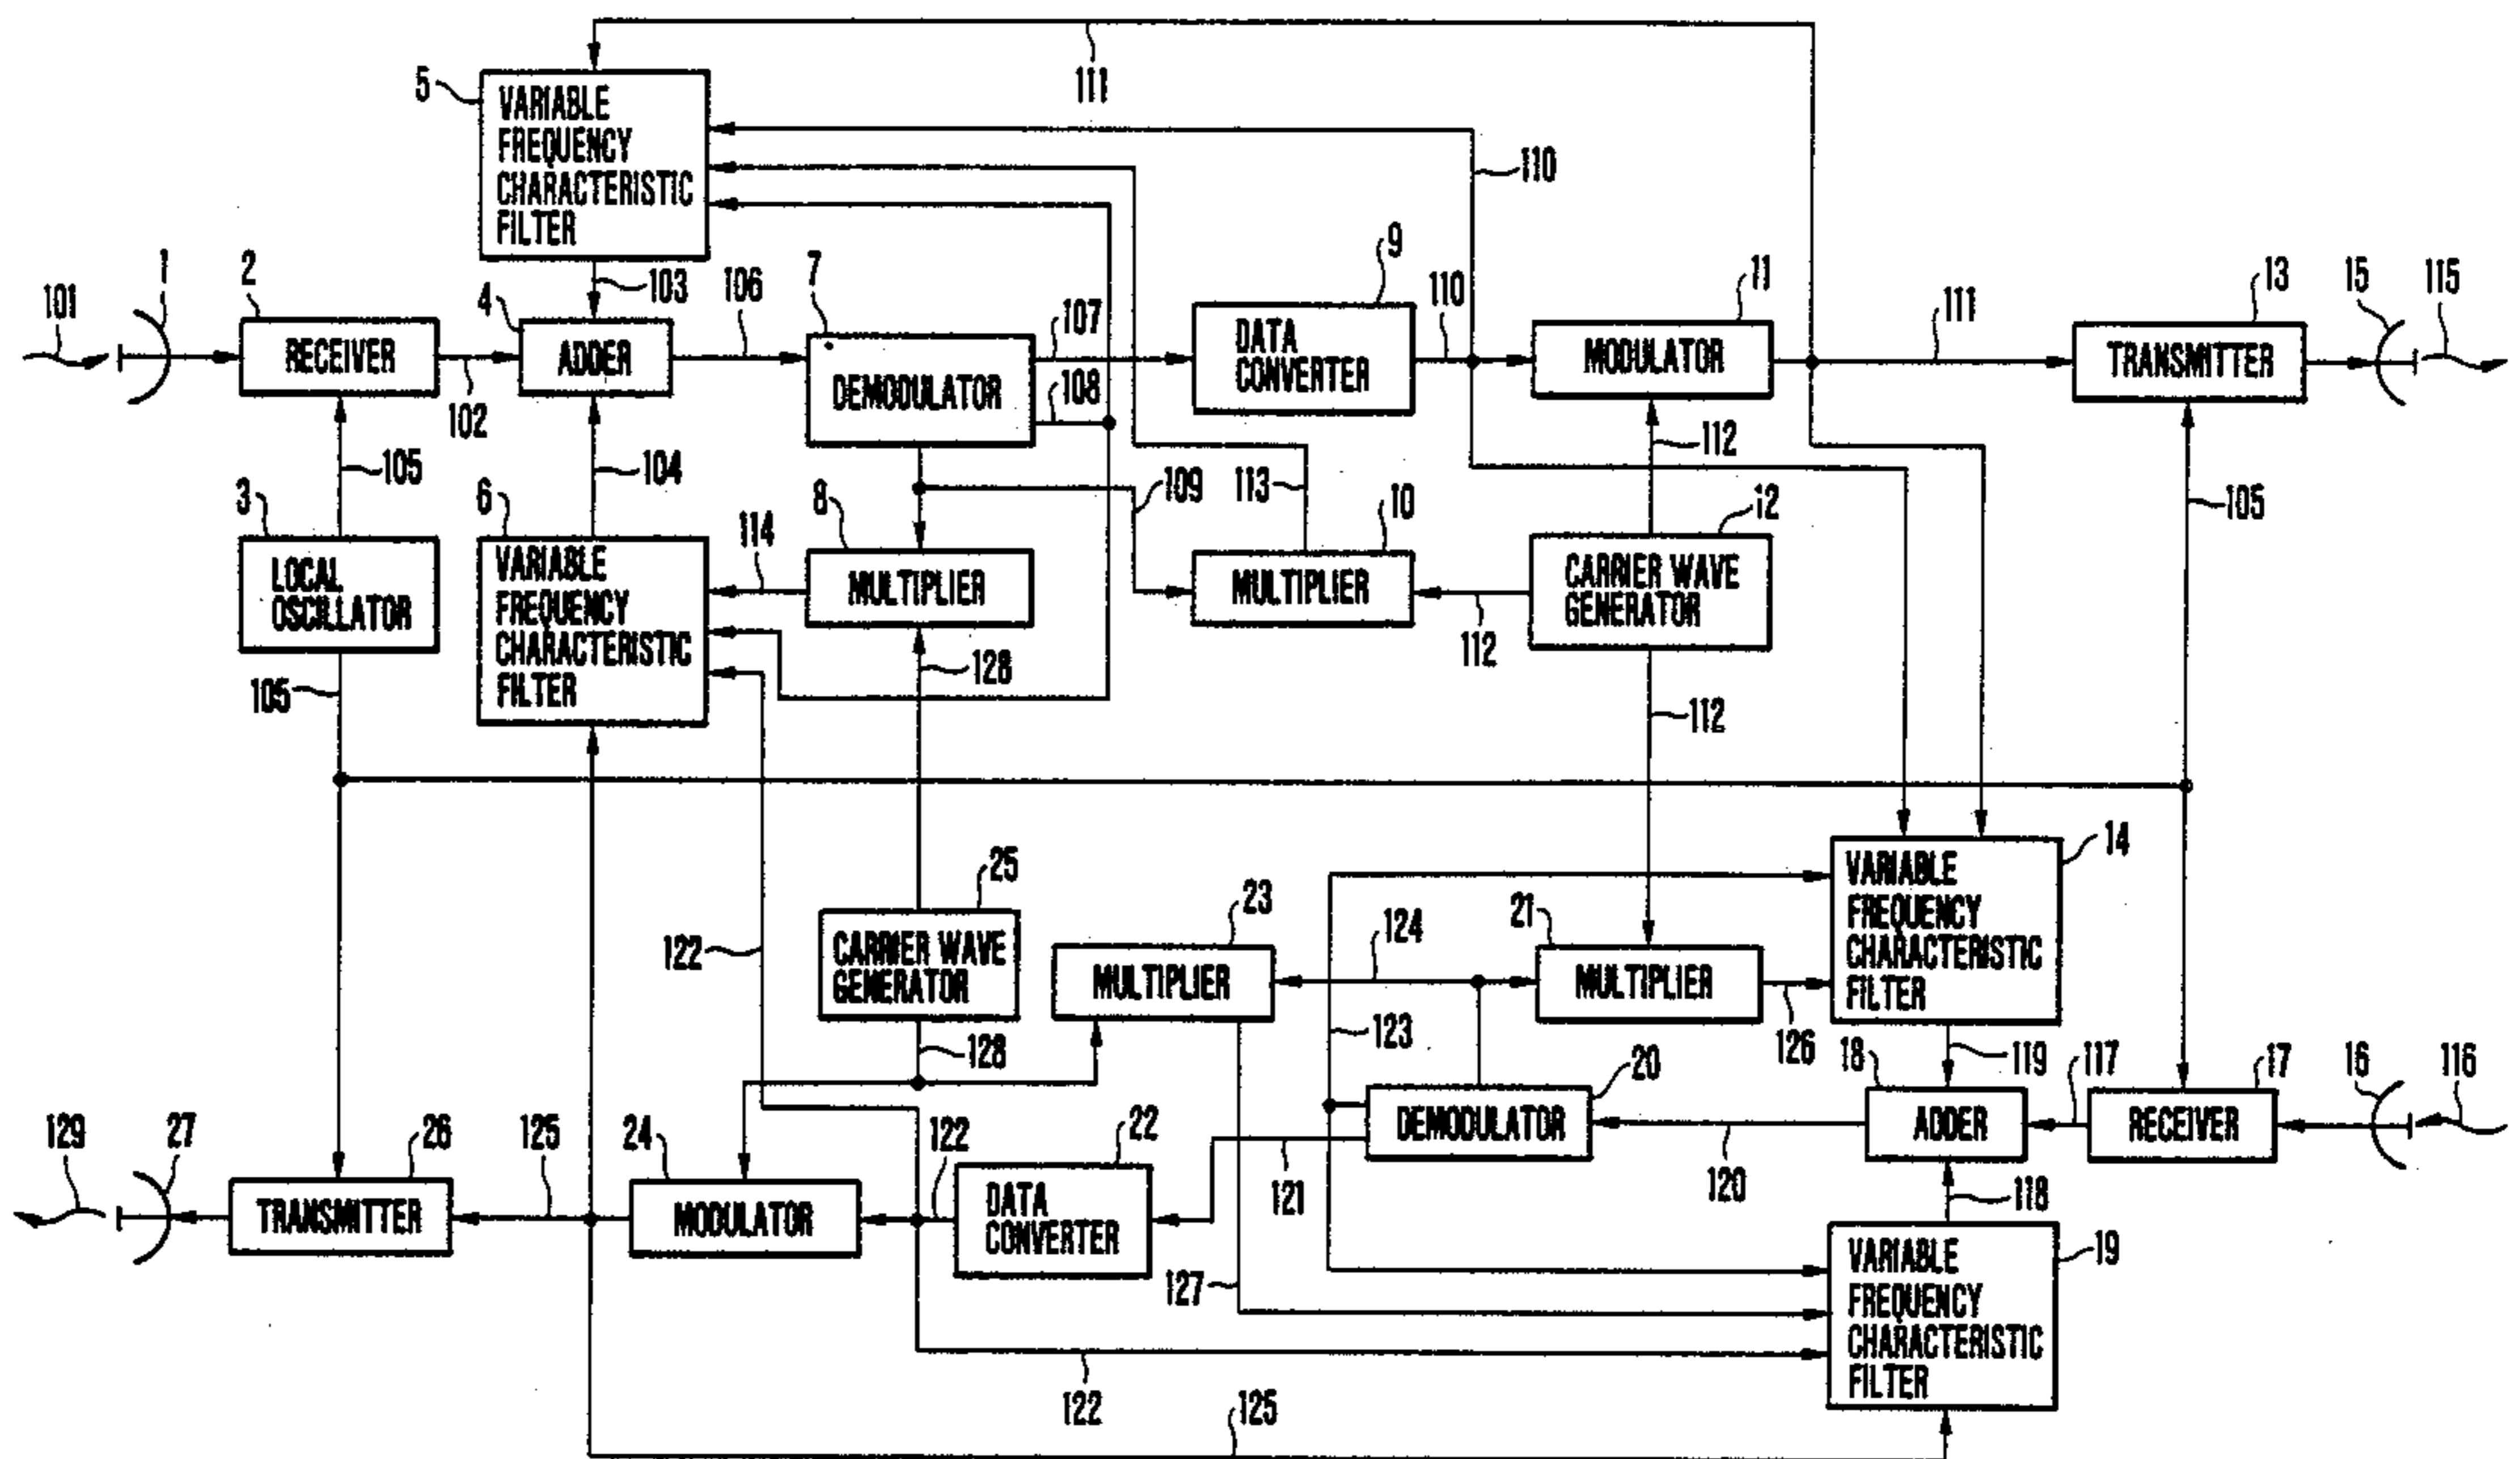 111
5
VARIABLE
FREQUENCY
CHARACTERISTIC
FILTER
110
9
101
1
2
4
103
106
7
107
110
11
111
13
15
115
RECEIVER
ADDER
DEMODULATOR
DATA
CONVERTER
MODULATOR
TRANSMITTER
102
108
105
104
112
3
6
8
114
109
113
10
12
105
LOCAL
OSCILLATOR
VARIABLE
FREQUENCY
CHARACTERISTIC
FILTER
MULTIPLIER
MULTIPLIER
CARRIER WAVE
GENERATOR
105
128
112
112
14
25
VARIABLE
FREQUENCY
CHARACTERISTIC
FILTER
122
CARRIER WAVE
GENERATOR
23
124
21
MULTIPLIER
MULTIPLIER
128
123
126
20
18
119
117
17
16
116
129
27
26
125
24
122
22
DEMODULATOR
ADDER
RECEIVER
121
120
118
TRANSMITTER
MODULATOR
DATA
CONVERTER
127
19
VARIABLE
FREQUENCY
CHARACTERISTIC
FILTER
122
125